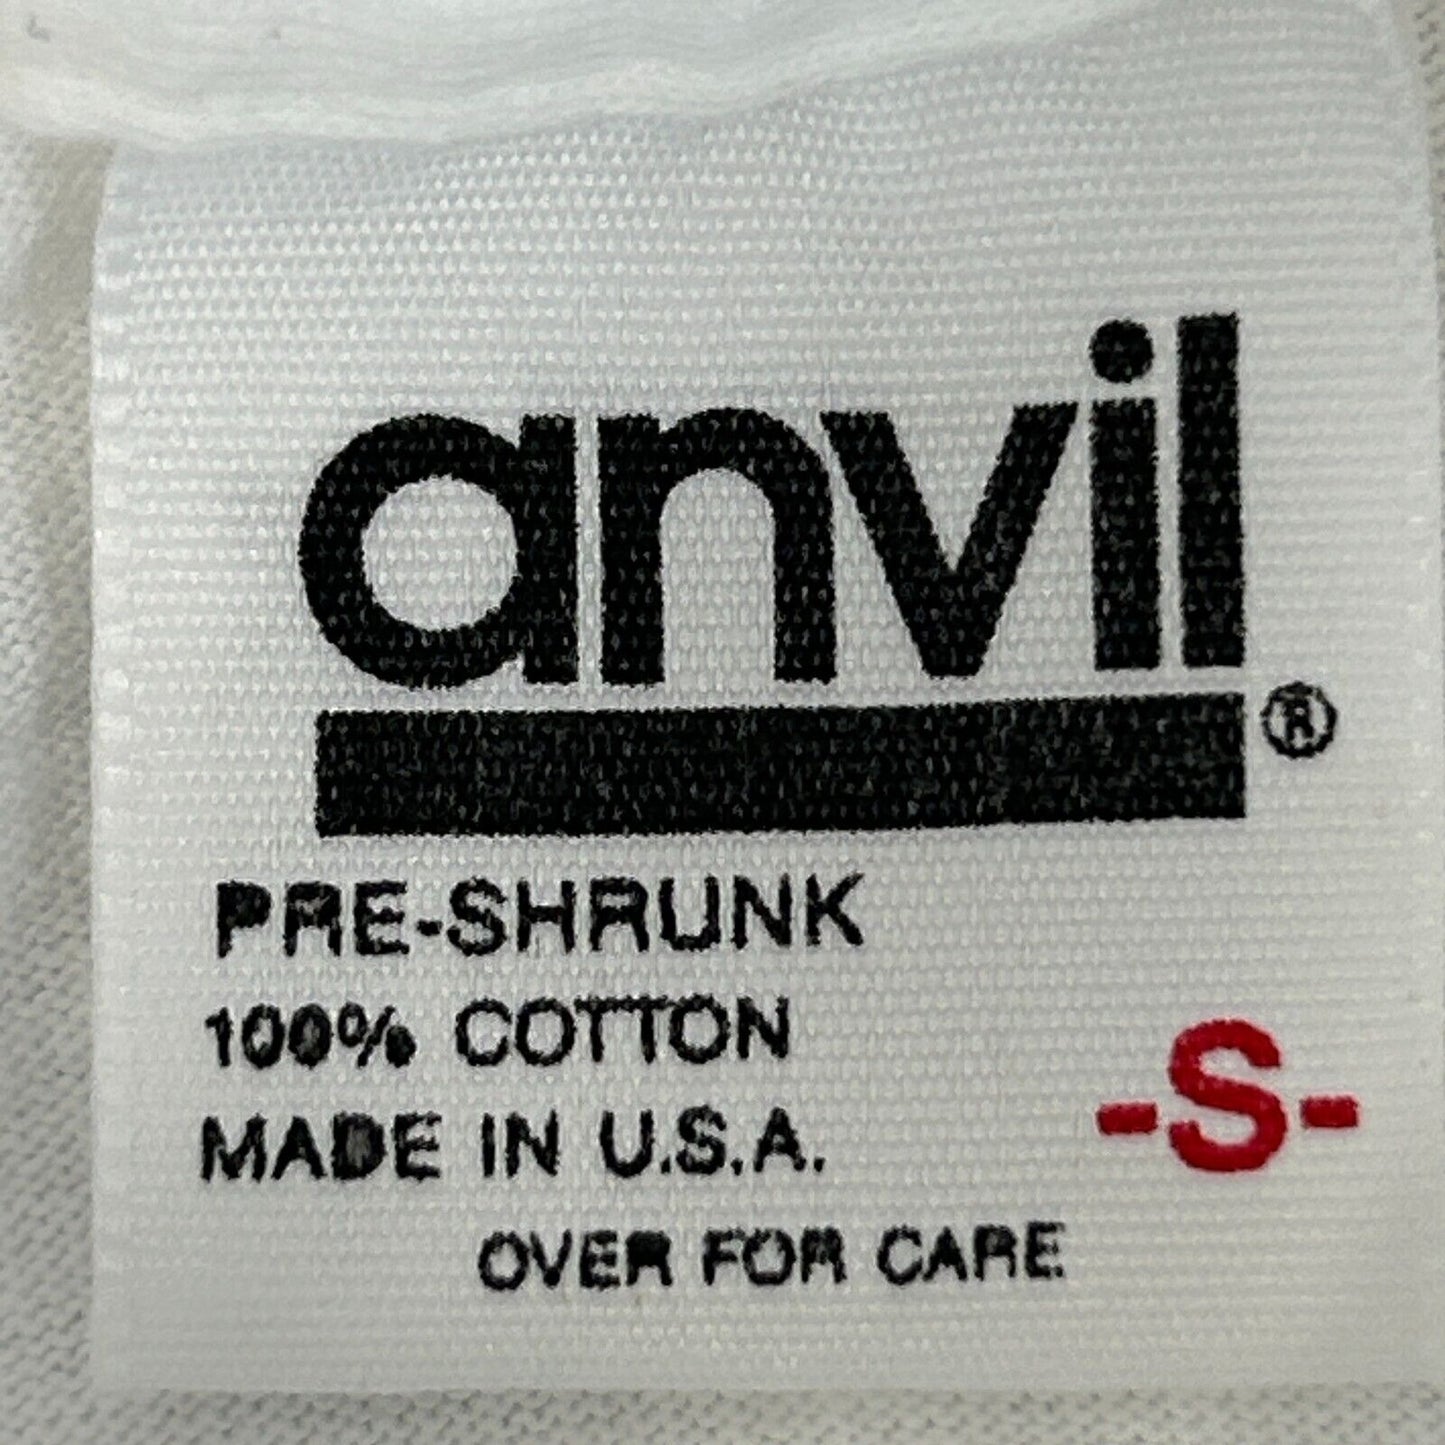 anvil®
PRE-SHRUNK
100% COTTON
MADE IN U.S.A.
-S-
OVER FOR CARE